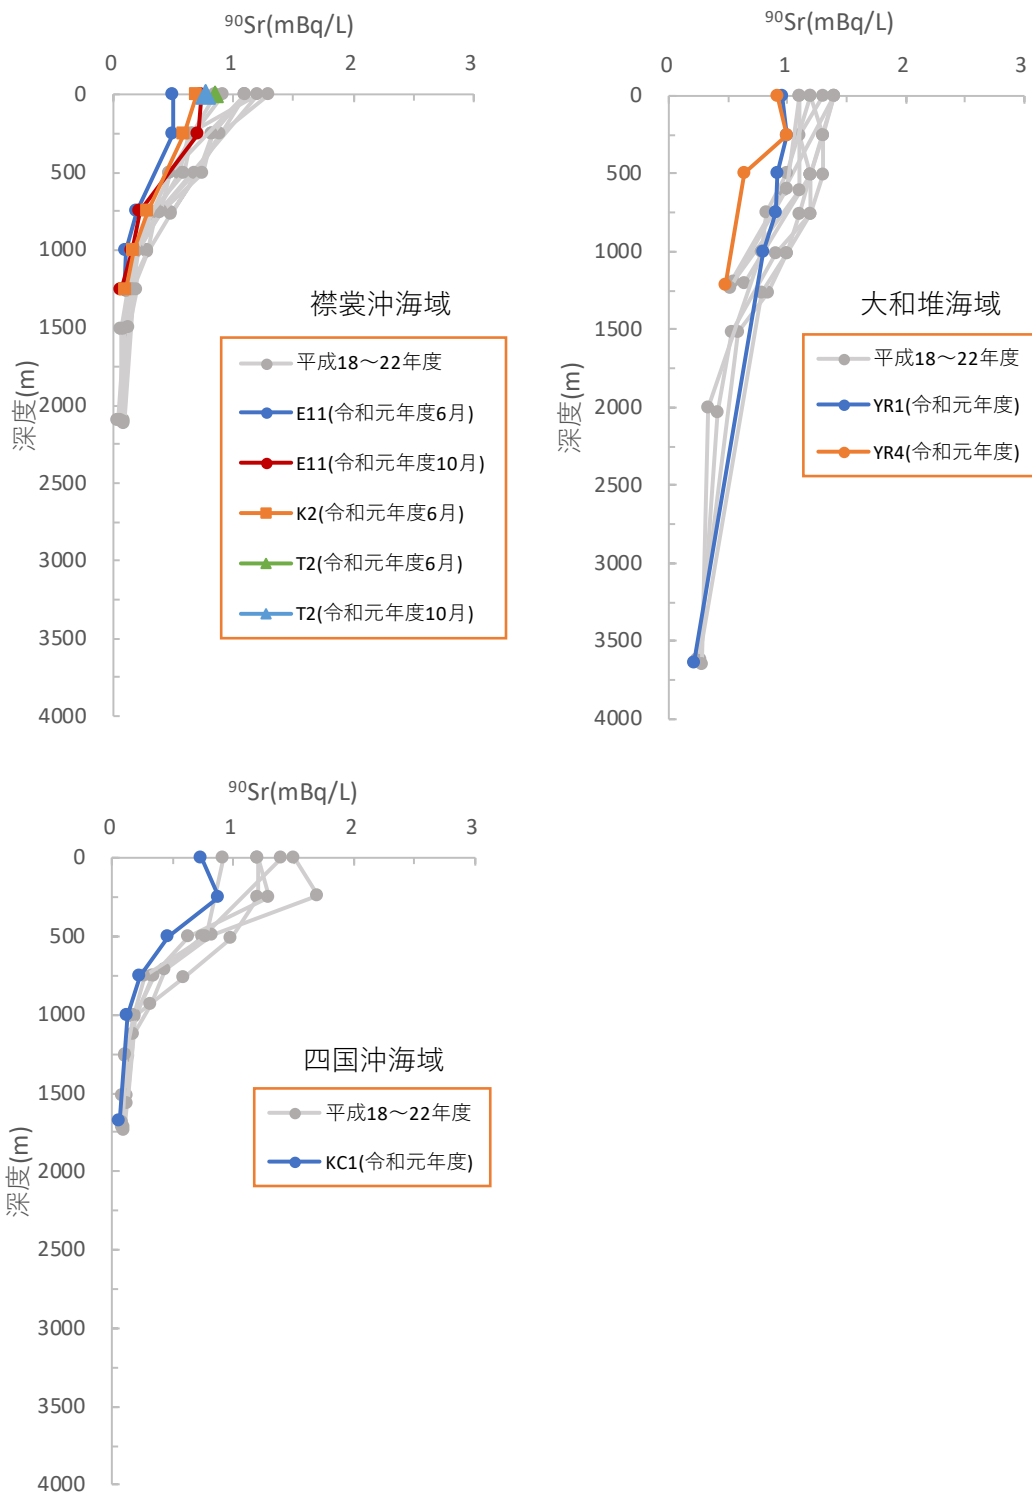 ⁹⁰Sr(mBq/L)
0 1 2 3
0
500
1000
1500
2000
2500
3000
3500
4000
深度(m)
襟裳沖海域
平成18～22年度
E11(令和元年度6月)
E11(令和元年度10月)
K2(令和元年度6月)
T2(令和元年度6月)
T2(令和元年度10月)
⁹⁰Sr(mBq/L)
0 1 2 3
0
500
1000
1500
2000
2500
3000
3500
4000
深度(m)
大和堆海域
平成18～22年度
YR1(令和元年度)
YR4(令和元年度)
⁹⁰Sr(mBq/L)
0 1 2 3
0
500
1000
1500
2000
2500
3000
3500
4000
深度(m)
四国沖海域
平成18～22年度
KC1(令和元年度)